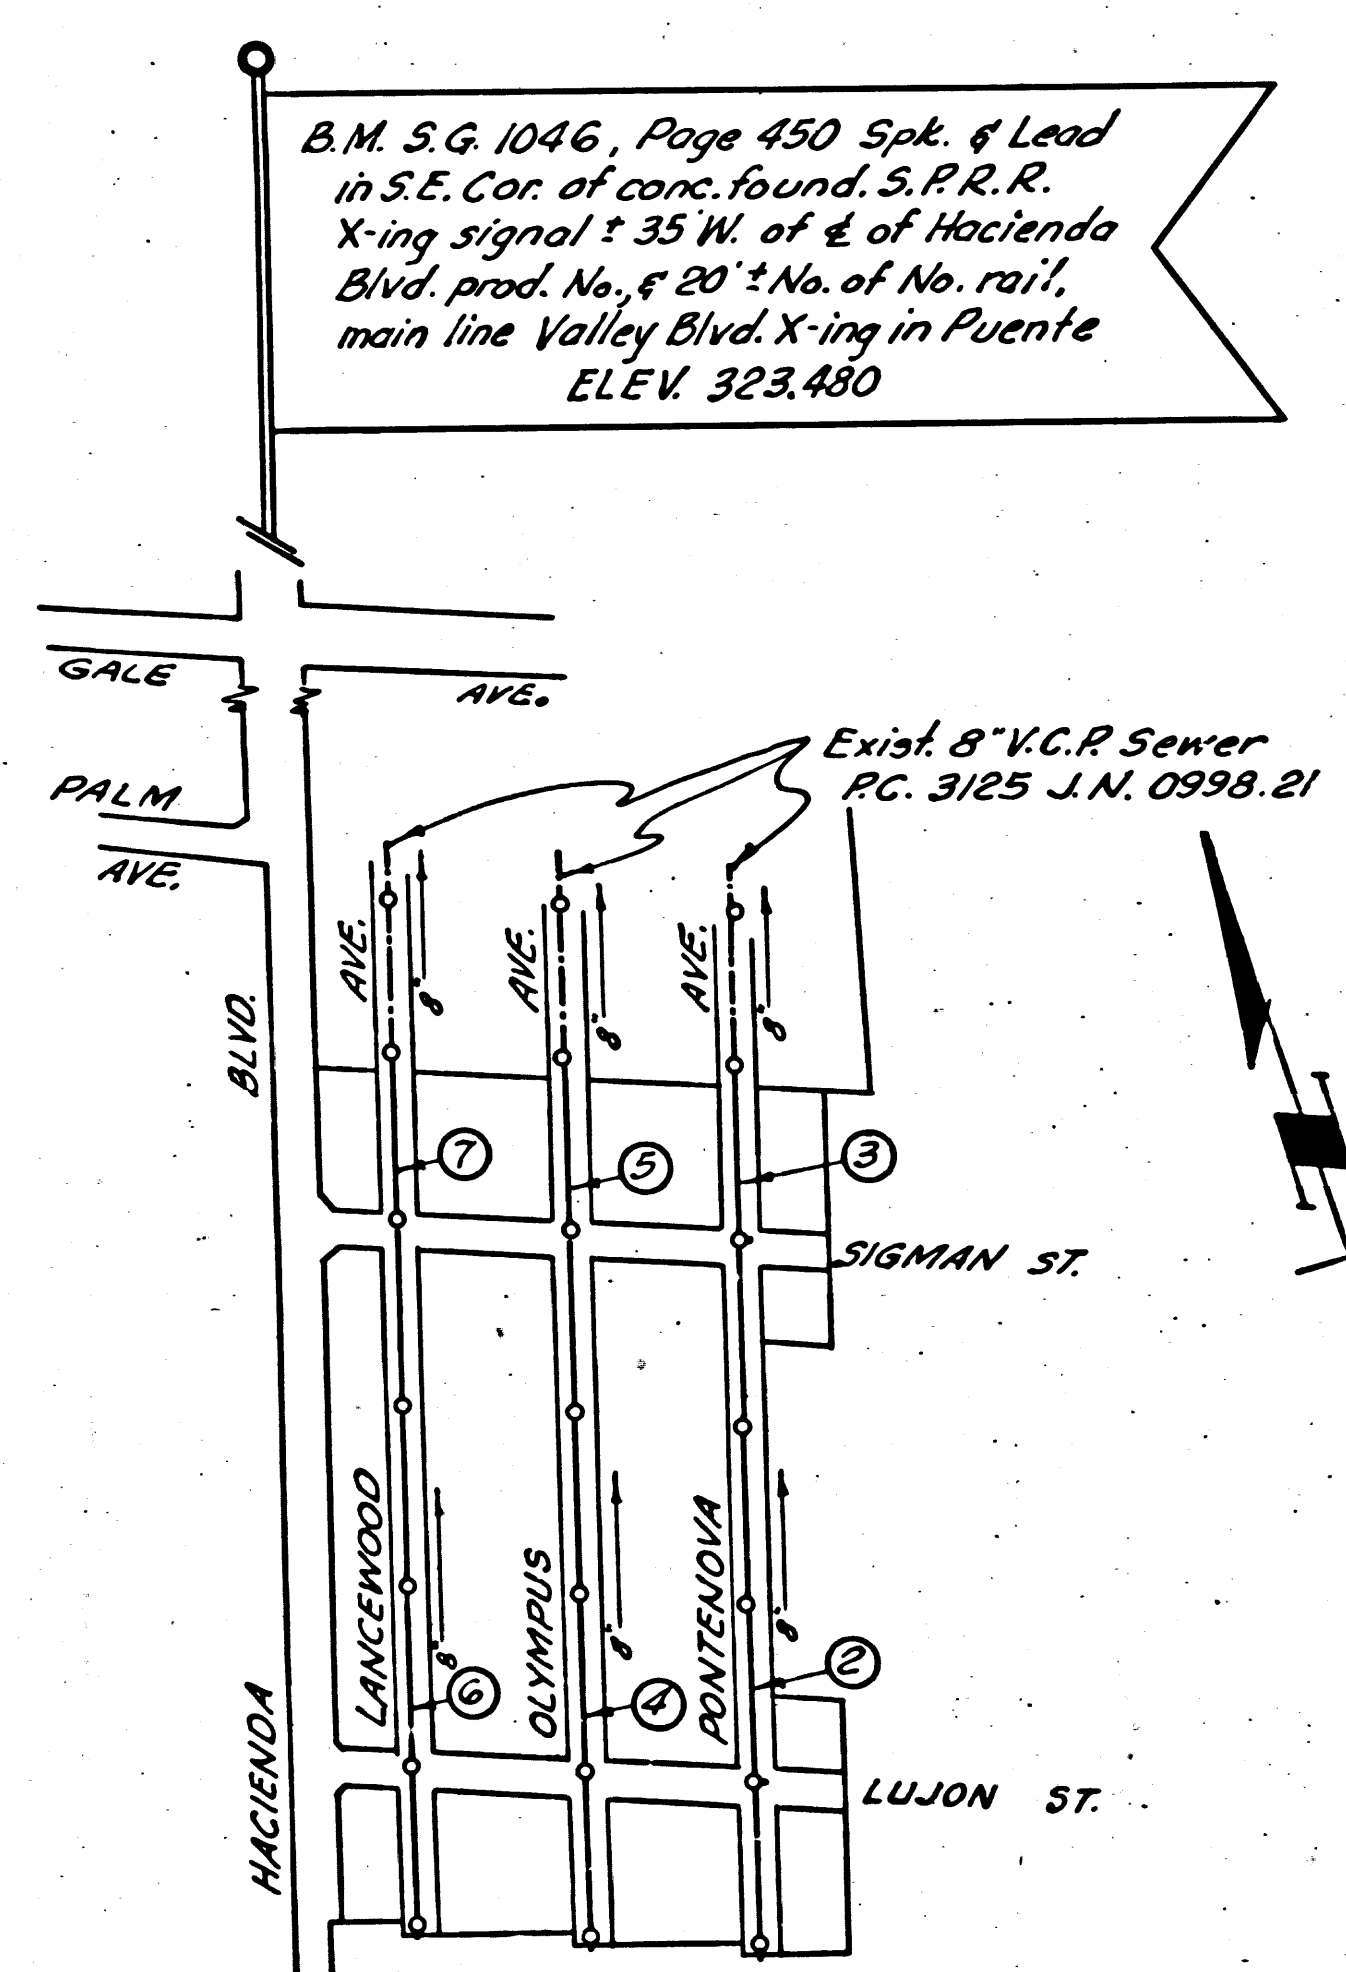 B.M. S.G. 1046, Page 450 Spk. & Lead
in S.E. Cor. of conc. found. S.P.R.R.
X-ing signal ± 35' W. of ℄ of Hacienda
Blvd. prod. No., & 20' ± No. of No. rail,
main line Valley Blvd. X-ing in Puente
ELEV. 323.480
GALE AVE.
Exist. 8" V.C.P. Sewer
P.C. 3125 J.N. 0998.21
PALM
AVE.
AVE.
AVE.
AVE.
8"
8"
8"
BLVD.
7
5
3
SIGMAN ST.
LANCEWOOD
OLYMPUS
PONTENOVA
8"
8"
8"
6
4
2
HACIENDA
LUJON ST.